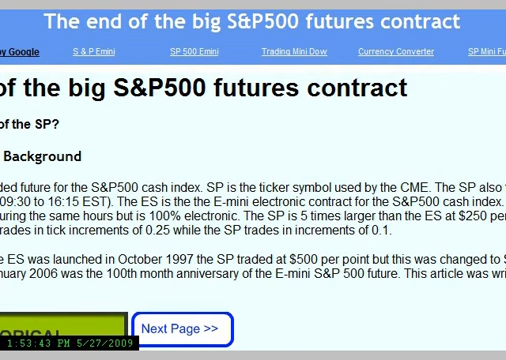 The end of the big S&P500 futures contract
by Google S & P Emini SP 500 Emini Trading Mini Dow Currency Converter SP Mini Fu
of the big S&P500 futures contract
of the SP?
Background
ded future for the S&P500 cash index. SP is the ticker symbol used by the CME. The SP also
09:30 to 16:15 EST). The ES is the the E-mini electronic contract for the S&P500 cash index.
uring the same hours but is 100% electronic. The SP is 5 times larger than the ES at $250 per
rades in tick increments of 0.25 while the SP trades in increments of 0.1.
e ES was launched in October 1997 the SP traded at $500 per point but this was changed to
nuary 2006 was the 100th month anniversary of the E-mini S&P 500 future. This article was wri
Next Page >>
1:53:43 PM 5/27/2009